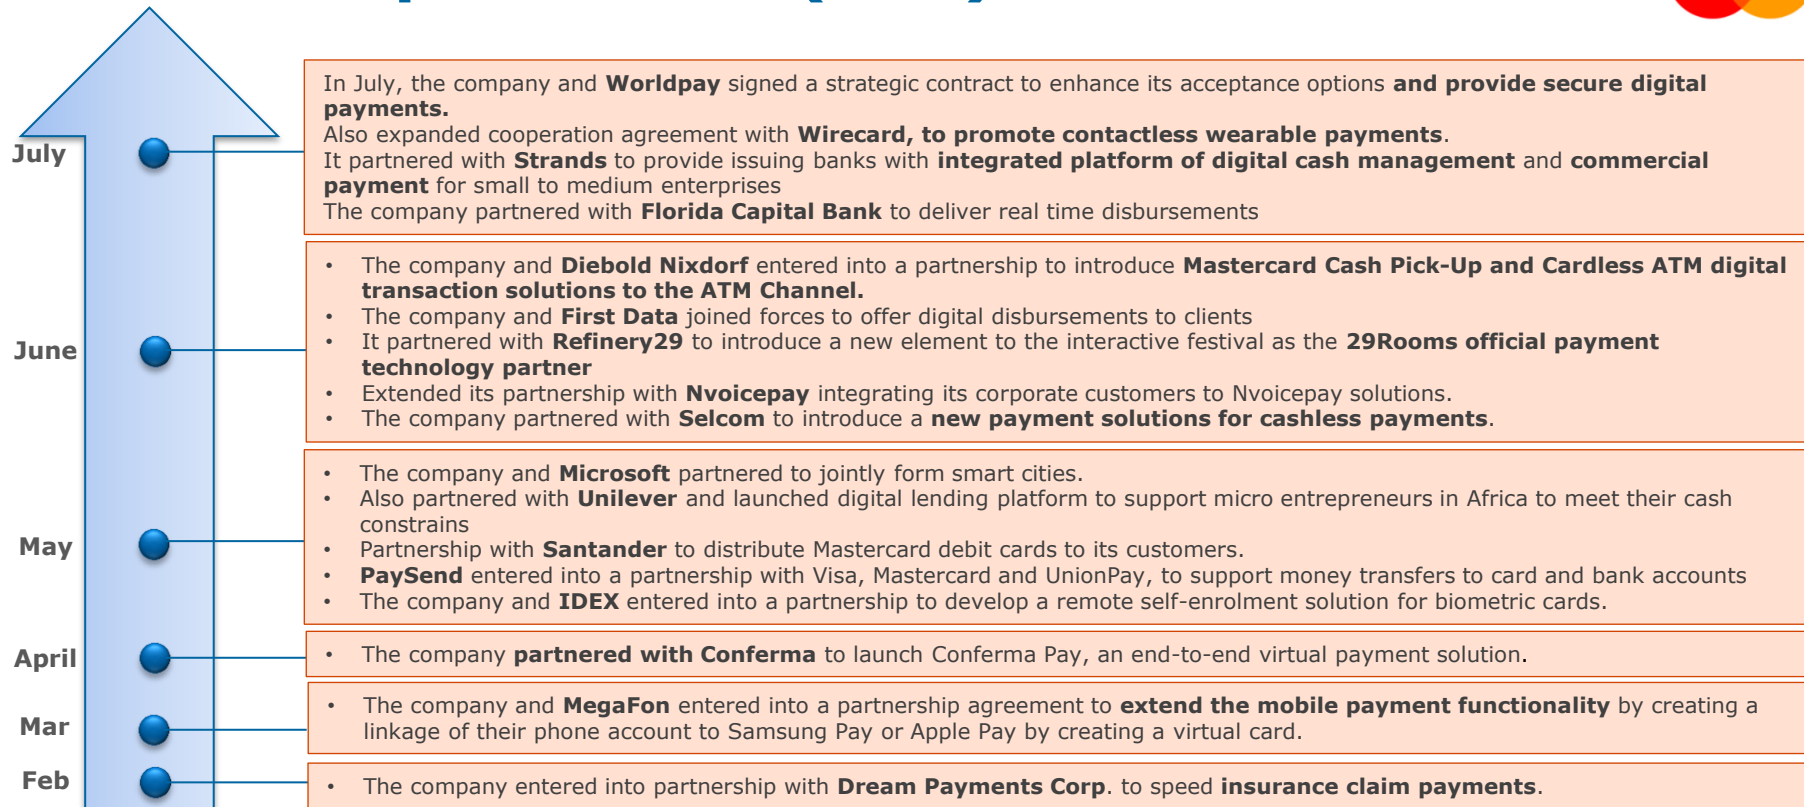 July
In July, the company and Worldpay signed a strategic contract to enhance its acceptance options and provide secure digital
payments.
Also expanded cooperation agreement with Wirecard, to promote contactless wearable payments.
It partnered with Strands to provide issuing banks with integrated platform of digital cash management and commercial
payment for small to medium enterprises
The company partnered with Florida Capital Bank to deliver real time disbursements
June
• The company and Diebold Nixdorf entered into a partnership to introduce Mastercard Cash Pick-Up and Cardless ATM digital
transaction solutions to the ATM Channel.
• The company and First Data joined forces to offer digital disbursements to clients
• It partnered with Refinery29 to introduce a new element to the interactive festival as the 29Rooms official payment
technology partner
• Extended its partnership with Nvoicepay integrating its corporate customers to Nvoicepay solutions.
• The company partnered with Selcom to introduce a new payment solutions for cashless payments.
May
• The company and Microsoft partnered to jointly form smart cities.
• Also partnered with Unilever and launched digital lending platform to support micro entrepreneurs in Africa to meet their cash
constrains
• Partnership with Santander to distribute Mastercard debit cards to its customers.
• PaySend entered into a partnership with Visa, Mastercard and UnionPay, to support money transfers to card and bank accounts
• The company and IDEX entered into a partnership to develop a remote self-enrolment solution for biometric cards.
April
• The company partnered with Conferma to launch Conferma Pay, an end-to-end virtual payment solution.
Mar
• The company and MegaFon entered into a partnership agreement to extend the mobile payment functionality by creating a
linkage of their phone account to Samsung Pay or Apple Pay by creating a virtual card.
Feb
• The company entered into partnership with Dream Payments Corp. to speed insurance claim payments.